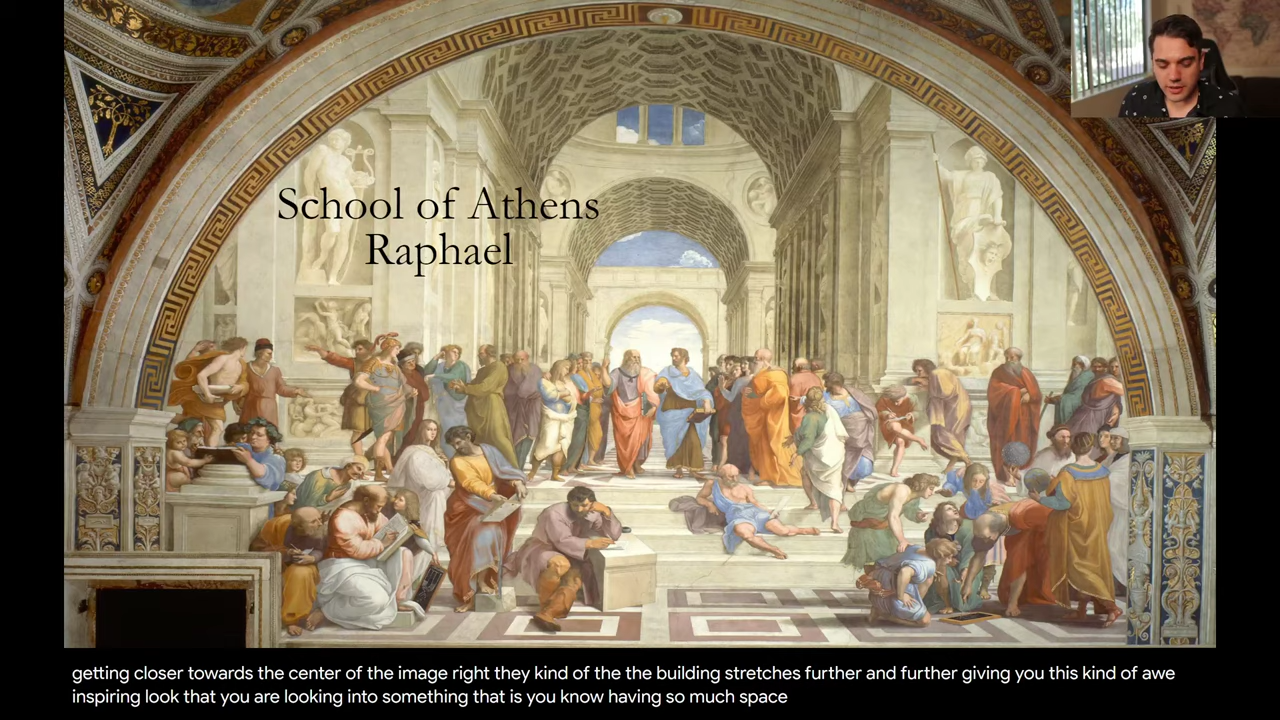 School of Athens
Raphael
getting closer towards the center of the image right they kind of the the building stretches further and further giving you this kind of awe
inspiring look that you are looking into something that is you know having so much space